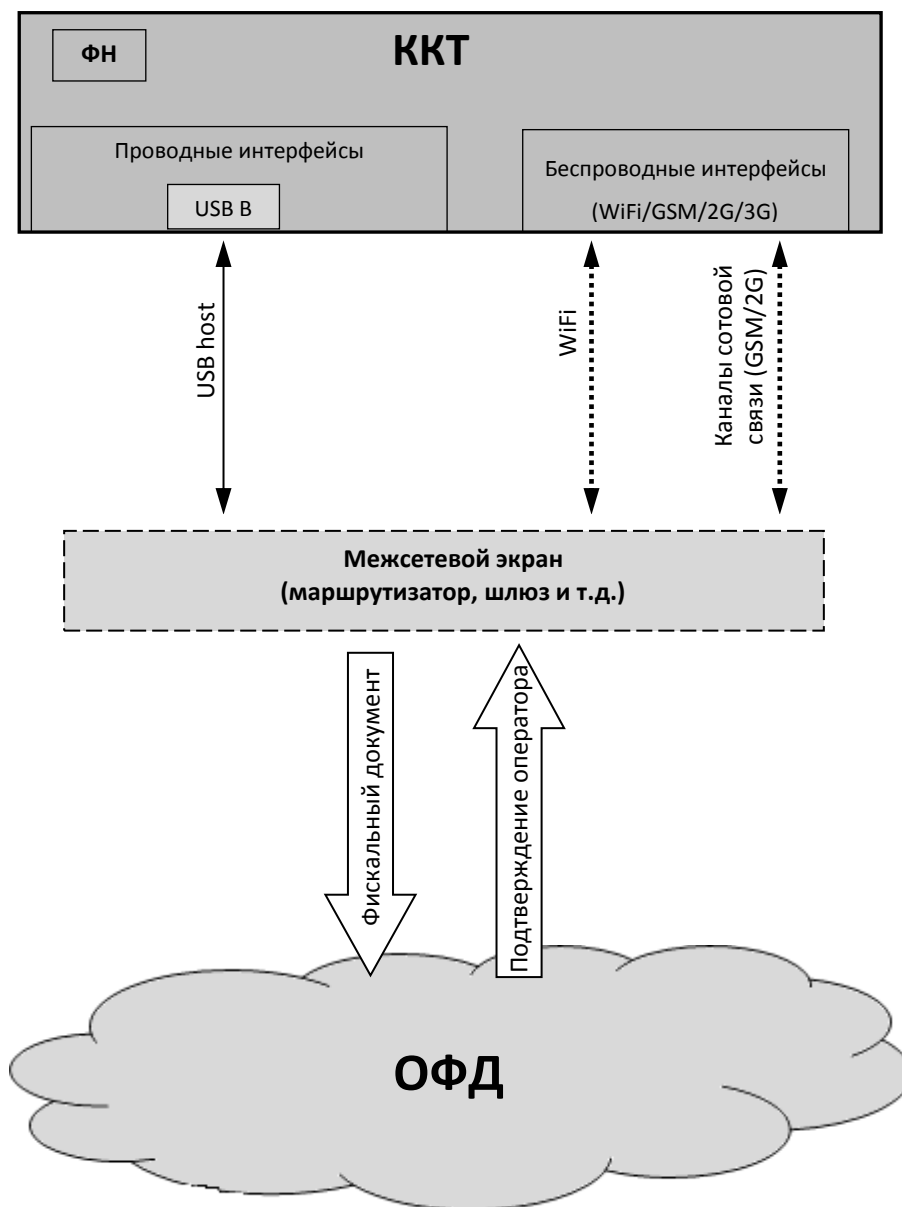 ФН
ККТ
Проводные интерфейсы
USB B
Беспроводные интерфейсы
(WiFi/GSM/2G/3G)
USB host
WiFi
Каналы сотовой
связи (GSM/2G)
Межсетевой экран
(маршрутизатор, шлюз и т.д.)
Фискальный документ
Подтверждение оператора
ОФД